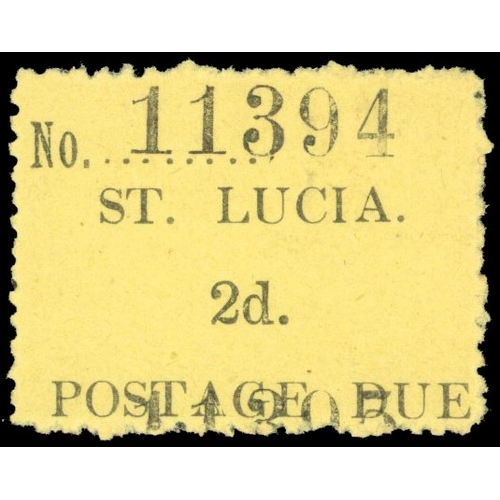 No. ............ 11394
ST. LUCIA.
2d.
POSTAGE DUE